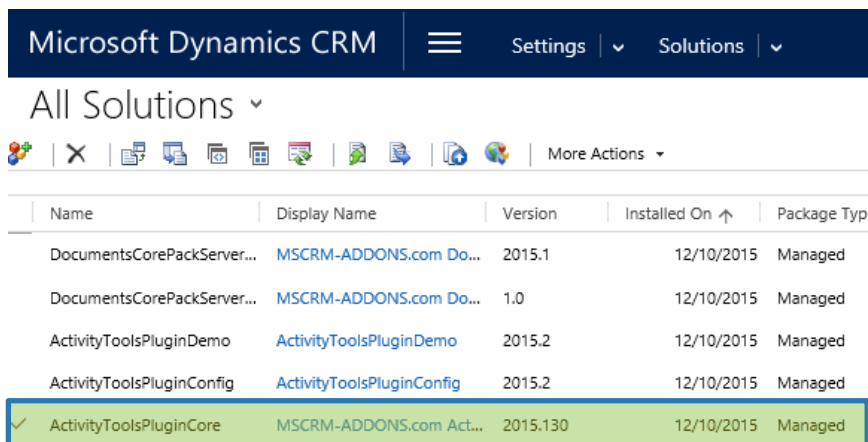 Microsoft Dynamics CRM Settings Solutions
All Solutions
More Actions
Name Display Name Version Installed On Package Typ
DocumentsCorePackServer... MSCRM-ADDONS.com Do... 2015.1 12/10/2015 Managed
DocumentsCorePackServer... MSCRM-ADDONS.com Do... 1.0 12/10/2015 Managed
ActivityToolsPluginDemo ActivityToolsPluginDemo 2015.2 12/10/2015 Managed
ActivityToolsPluginConfig ActivityToolsPluginConfig 2015.2 12/10/2015 Managed
ActivityToolsPluginCore MSCRM-ADDONS.com Act... 2015.130 12/10/2015 Managed